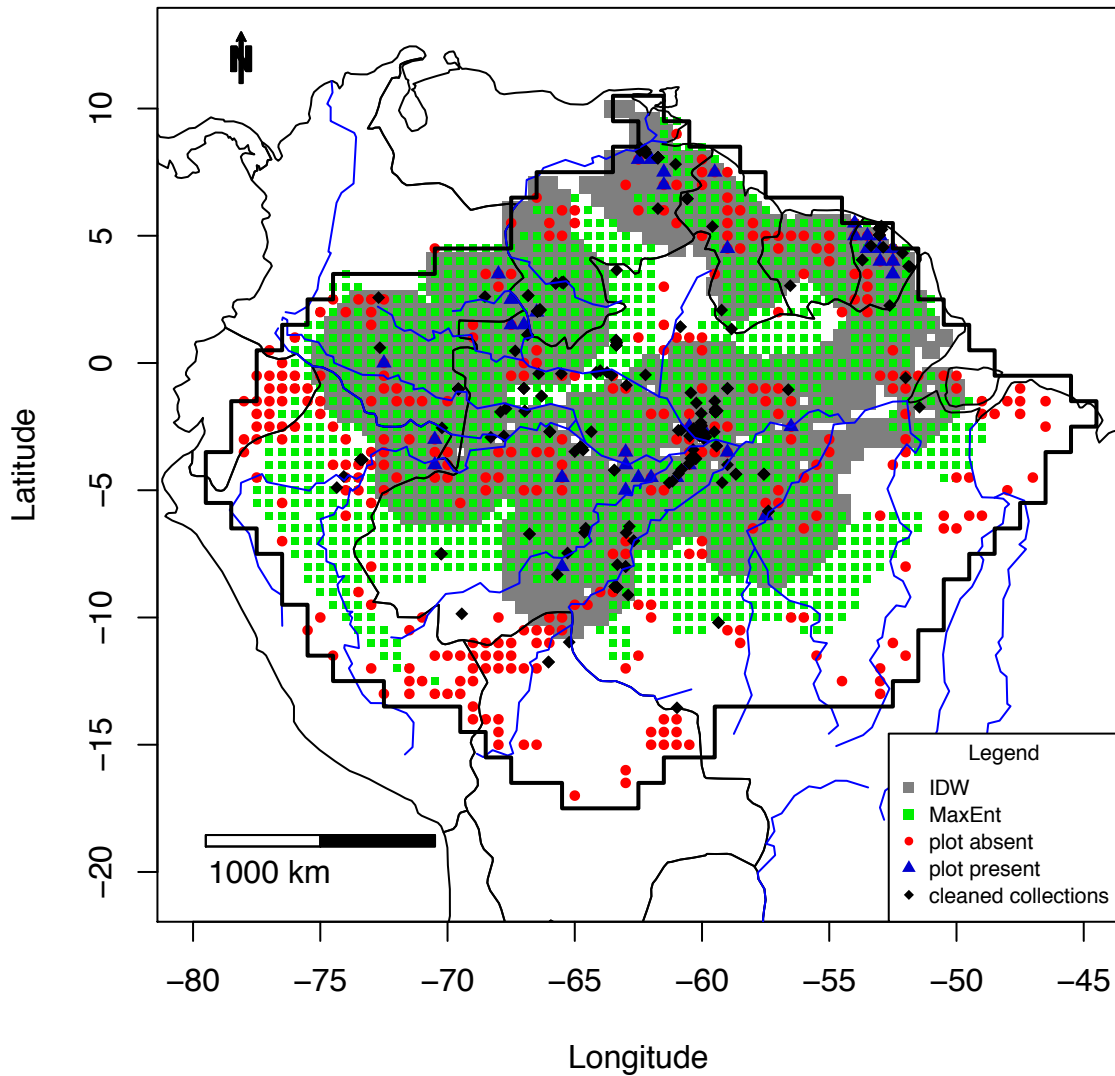 N
Latitude
10
5
0
−5
−10
−15
−20
1000 km
Legend
IDW
MaxEnt
plot absent
plot present
cleaned collections
−80 −75 −70 −65 −60 −55 −50 −45
Longitude